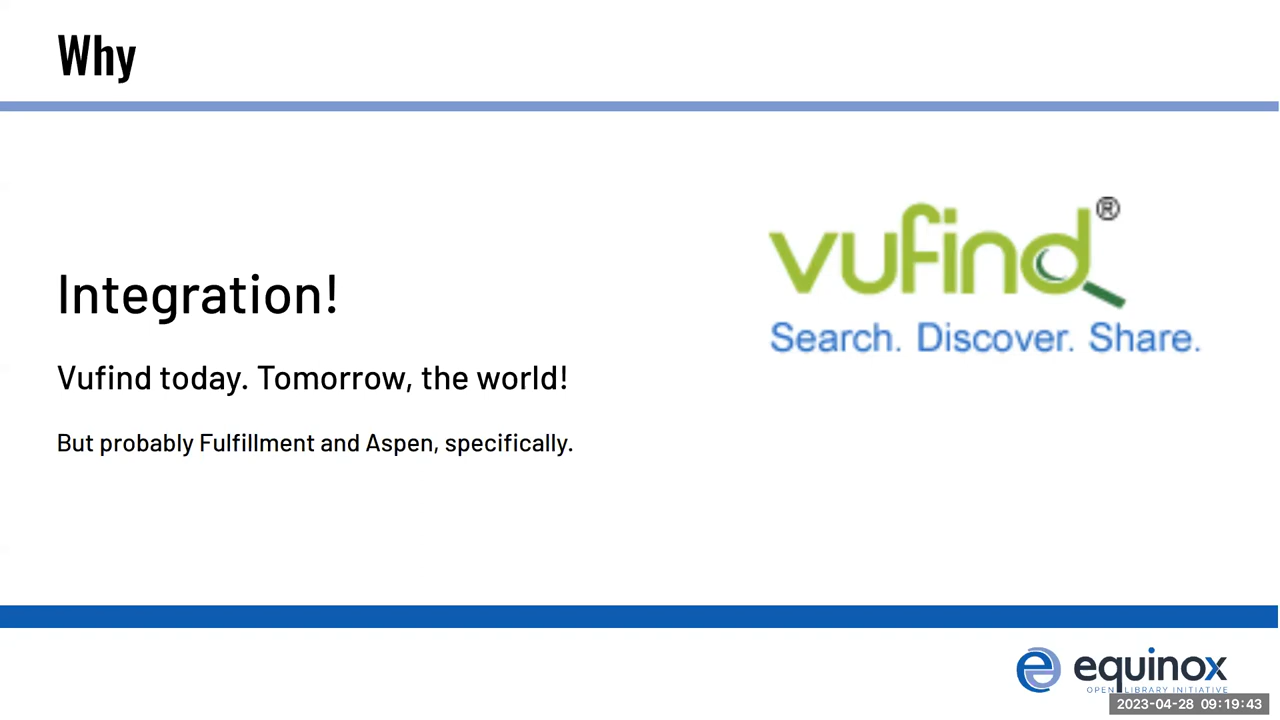 Why
Integration!
Vufind today. Tomorrow, the world!
But probably Fulfillment and Aspen, specifically.
vufind®
Search. Discover. Share.
equinox
OPEN LIBRARY INITIATIVE
2023-04-28 09:19:43